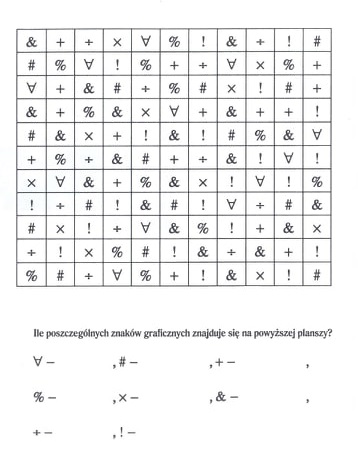 & + ÷ × ∀ % ! & ÷ ! #
# % ∀ ! % + ÷ ∀ × % +
∀ + & # ÷ % # × ! # +
& + % & × ∀ + & + + !
# & × + ! & ! # % & ∀
+ % ÷ & # + ÷ & ! ∀ !
× ∀ & + % & × ! ∀ ! %
! ÷ # ! & # ! ∀ ÷ # &
# × ! ÷ ∀ & % ! + & ×
÷ ! × % # ! & ÷ & + !
% # ÷ ∀ % + ! & × ! #
Ile poszczególnych znaków graficznych znajduje się na powyższej planszy?
∀ – , # – , + – ,
% – , × – , & – ,
÷ – , ! –